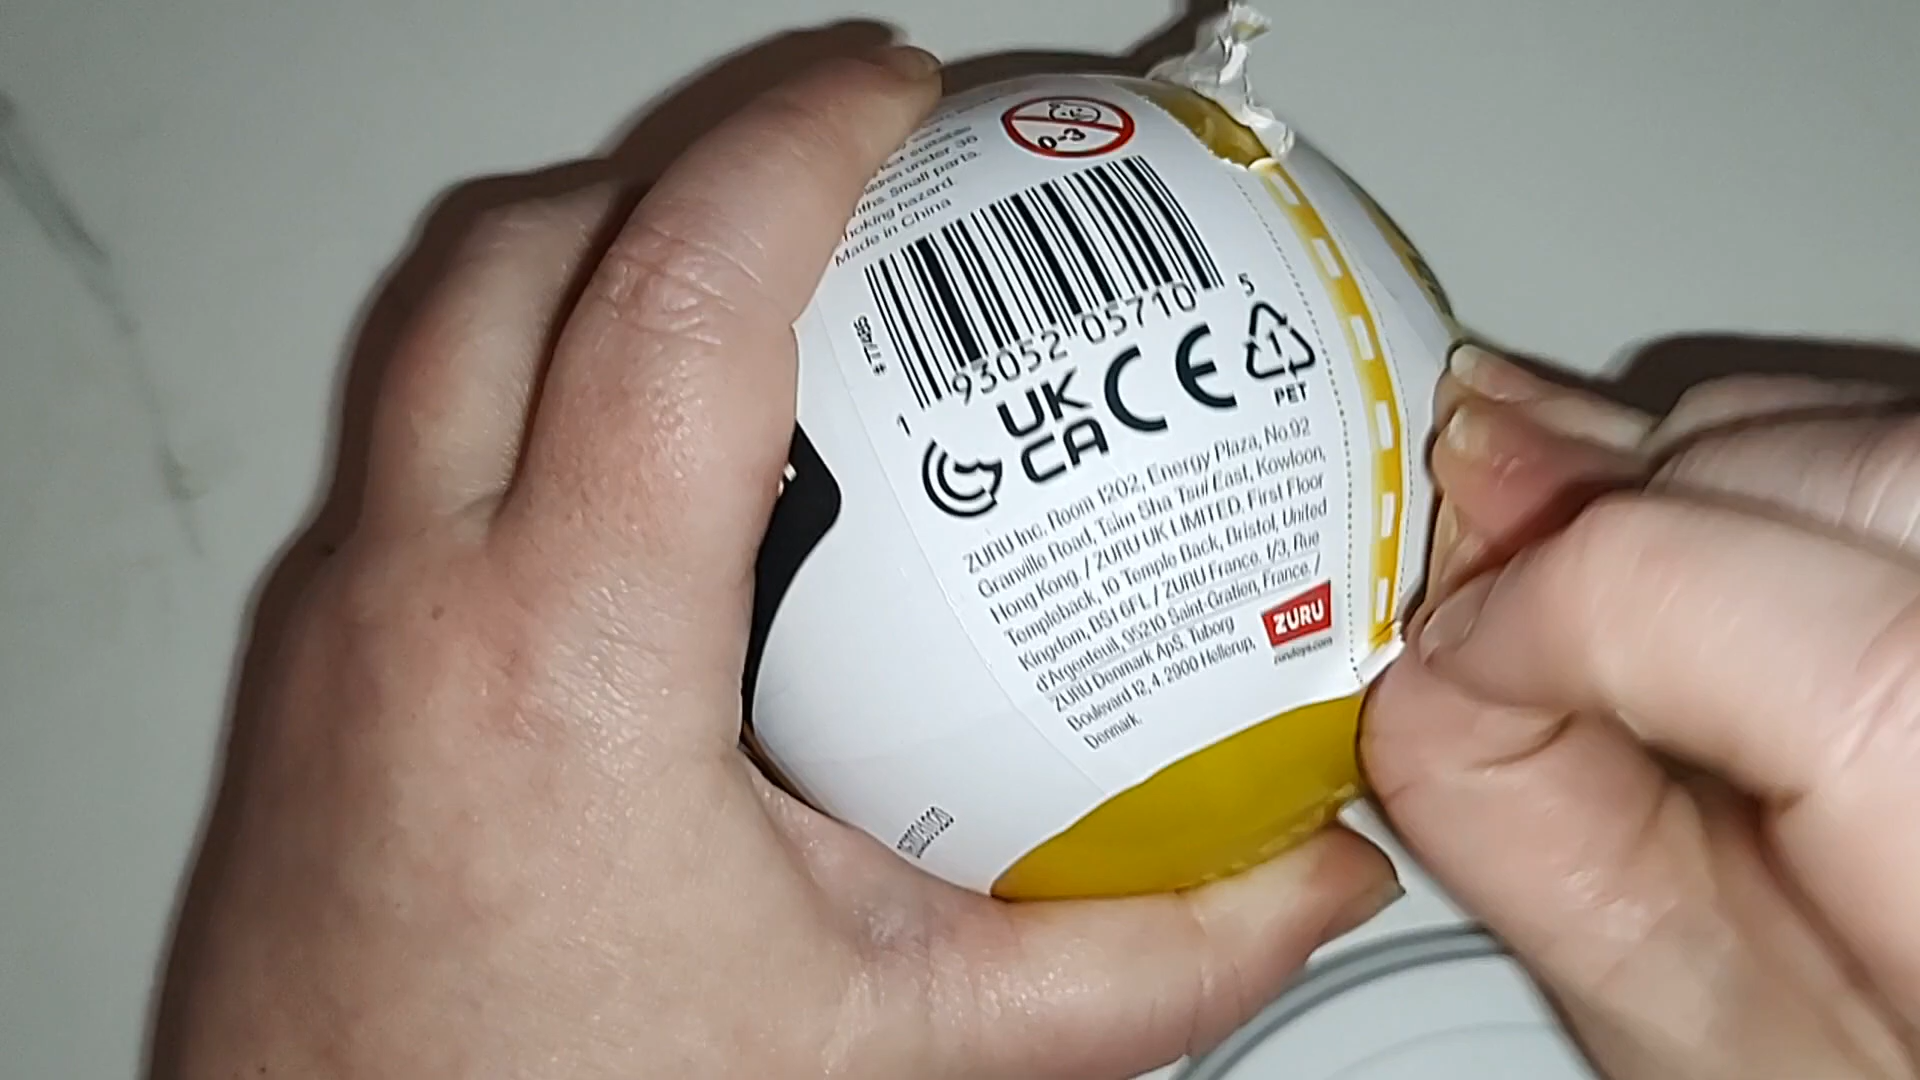 0-3
children under 36
Small parts.
hoking hazard.
Made in China
1 93052 05710 5
UK
CA
CE
1
PET
ZURU Inc. Room 1202, Energy Plaza, No.92
Granville Road, Tsim Sha Tsui East, Kowloon,
Hong Kong. / ZURU UK LIMITED, First Floor
Templeback, 10 Temple Back, Bristol, United
Kingdom, BS1 6FL / ZURU France, 1/3, Rue
d'Argenteuil, 95210 Saint-Gratien, France. /
ZURU Denmark ApS, Tuborg
Boulevard 12, 4. 2900 Hellerup,
Denmark.
ZURU
zurutoys.com